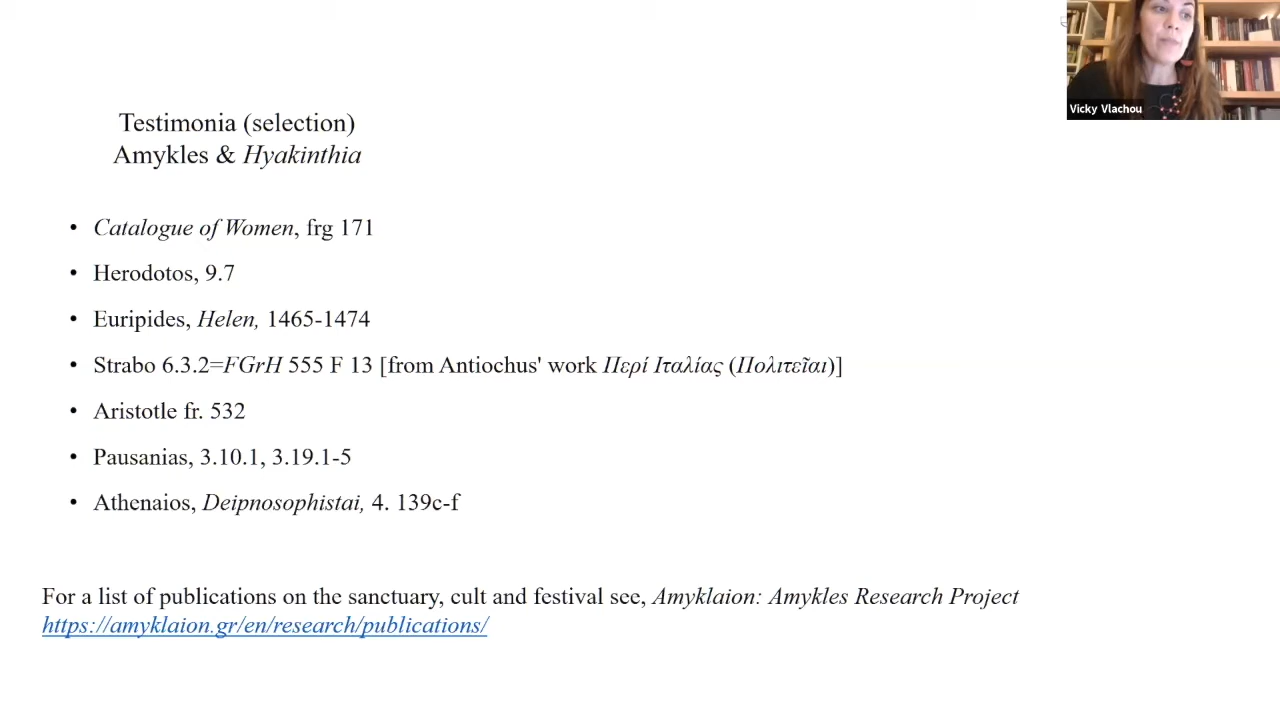 Vicky Vlachou
Testimonia (selection)
Amykles & Hyakinthia
• Catalogue of Women, frg 171
• Herodotos, 9.7
• Euripides, Helen, 1465-1474
• Strabo 6.3.2=FGrH 555 F 13 [from Antiochus' work Περί Ιταλίας (Πολιτεῖαι)]
• Aristotle fr. 532
• Pausanias, 3.10.1, 3.19.1-5
• Athenaios, Deipnosophistai, 4. 139c-f
For a list of publications on the sanctuary, cult and festival see, Amyklaion: Amykles Research Project
https://amyklaion.gr/en/research/publications/